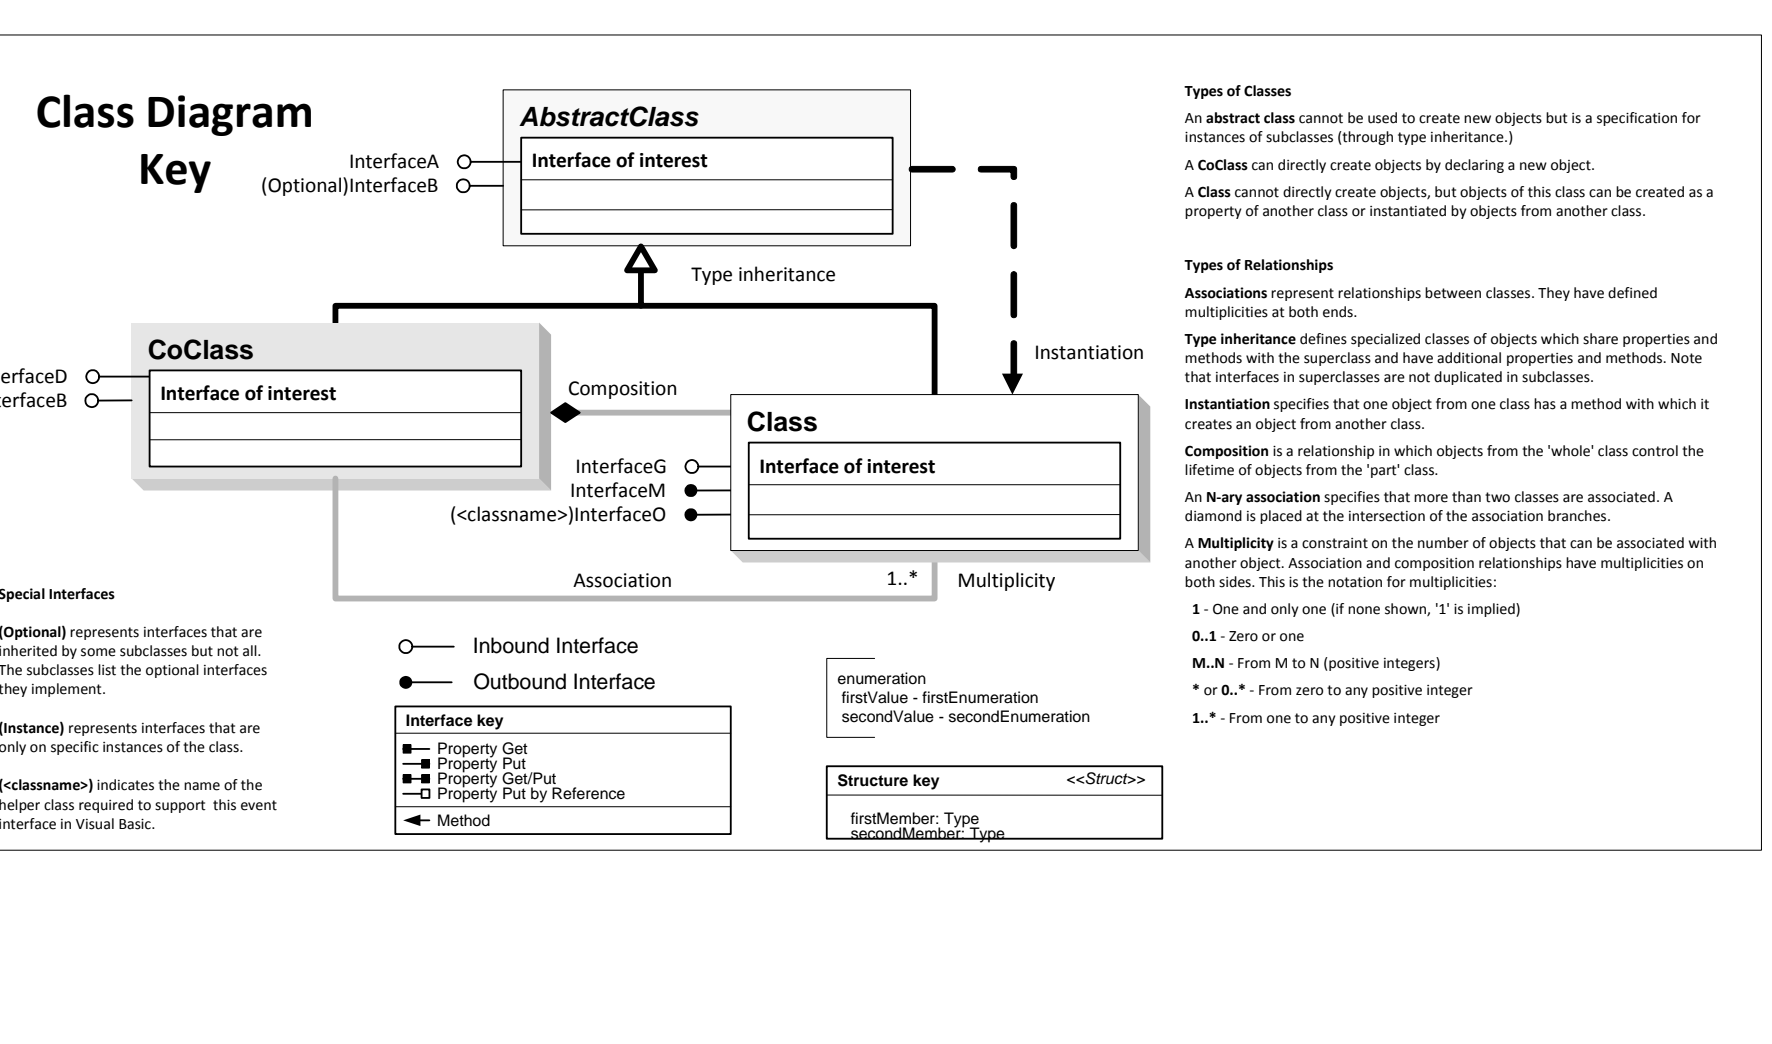 Class Diagram
Key
AbstractClass
Interface of interest
InterfaceA
(Optional)InterfaceB
Type inheritance
Instantiation
CoClass
Interface of interest
erfaceD
erfaceB
Composition
Class
Interface of interest
InterfaceG
InterfaceM
(<classname>)InterfaceO
Association
1..*
Multiplicity
Special Interfaces
(Optional) represents interfaces that are
inherited by some subclasses but not all.
The subclasses list the optional interfaces
they implement.
(Instance) represents interfaces that are
only on specific instances of the class.
(<classname>) indicates the name of the
helper class required to support  this event
interface in Visual Basic.
Inbound Interface
Outbound Interface
Interface key
Property Get
Property Put
Property Get/Put
Property Put by Reference
Method
enumeration
firstValue - firstEnumeration
secondValue - secondEnumeration
Structure key <<Struct>>
firstMember: Type
secondMember: Type
Types of Classes
An abstract class cannot be used to create new objects but is a specification for
instances of subclasses (through type inheritance.)
A CoClass can directly create objects by declaring a new object.
A Class cannot directly create objects, but objects of this class can be created as a
property of another class or instantiated by objects from another class.
Types of Relationships
Associations represent relationships between classes. They have defined
multiplicities at both ends.
Type inheritance defines specialized classes of objects which share properties and
methods with the superclass and have additional properties and methods. Note
that interfaces in superclasses are not duplicated in subclasses.
Instantiation specifies that one object from one class has a method with which it
creates an object from another class.
Composition is a relationship in which objects from the 'whole' class control the
lifetime of objects from the 'part' class.
An N-ary association specifies that more than two classes are associated. A
diamond is placed at the intersection of the association branches.
A Multiplicity is a constraint on the number of objects that can be associated with
another object. Association and composition relationships have multiplicities on
both sides. This is the notation for multiplicities:
1 - One and only one (if none shown, '1' is implied)
0..1 - Zero or one
M..N - From M to N (positive integers)
* or 0..* - From zero to any positive integer
1..* - From one to any positive integer